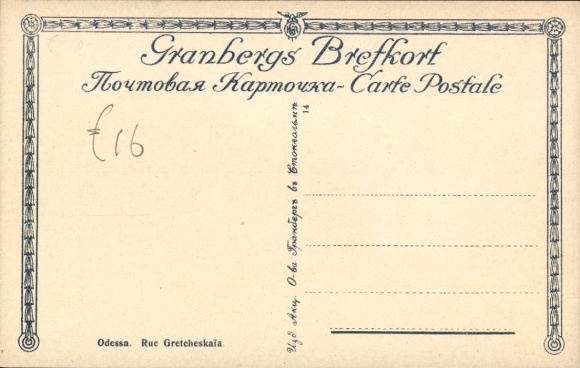 Granbergs Brefkort
Почтовая Карточка - Carte Postale
€16
Изд. Акц. О-ва Гранбергъ въ Стокгольмѣ
14
Odessa. Rue Gretcheskaïa.